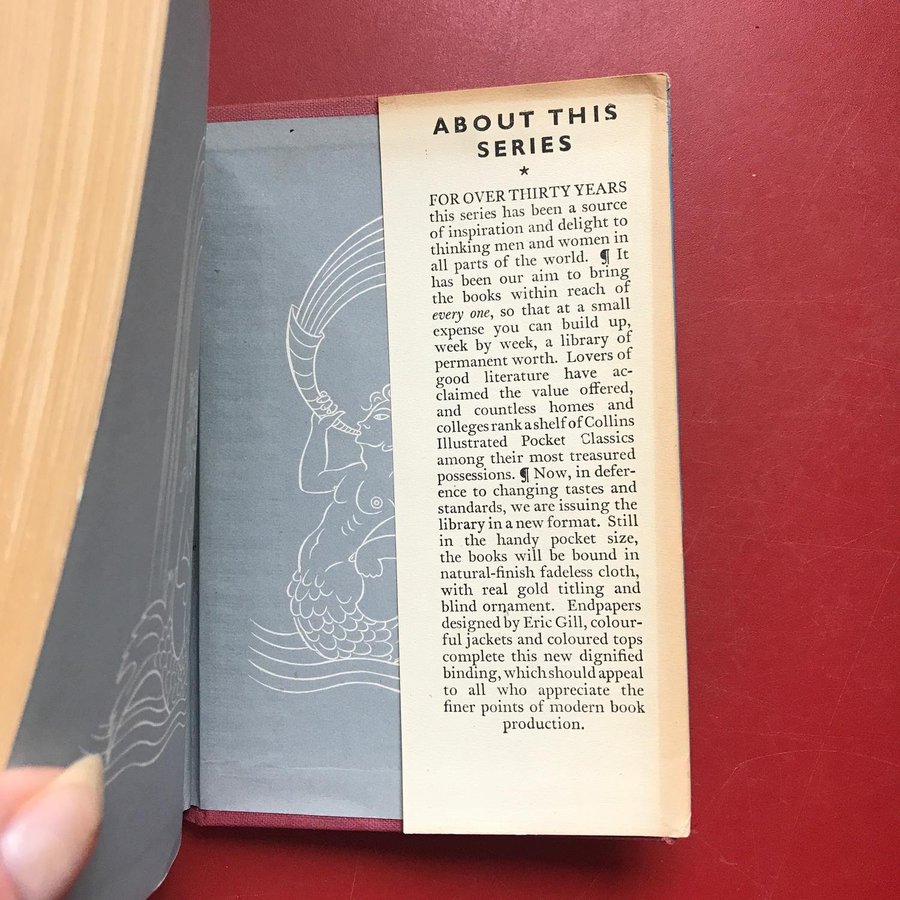 ABOUT THIS
SERIES
★
FOR OVER THIRTY YEARS
this series has been a source
of inspiration and delight to
thinking men and women in
all parts of the world. ¶ It
has been our aim to bring
the books within reach of
every one, so that at a small
expense you can build up,
week by week, a library of
permanent worth. Lovers of
good literature have ac-
claimed the value offered,
and countless homes and
colleges rank a shelf of Collins
Illustrated Pocket Classics
among their most treasured
possessions. ¶ Now, in defer-
ence to changing tastes and
standards, we are issuing the
library in a new format. Still
in the handy pocket size,
the books will be bound in
natural-finish fadeless cloth,
with real gold titling and
blind ornament. Endpapers
designed by Eric Gill, colour-
ful jackets and coloured tops
complete this new dignified
binding, which should appeal
to all who appreciate the
finer points of modern book
production.